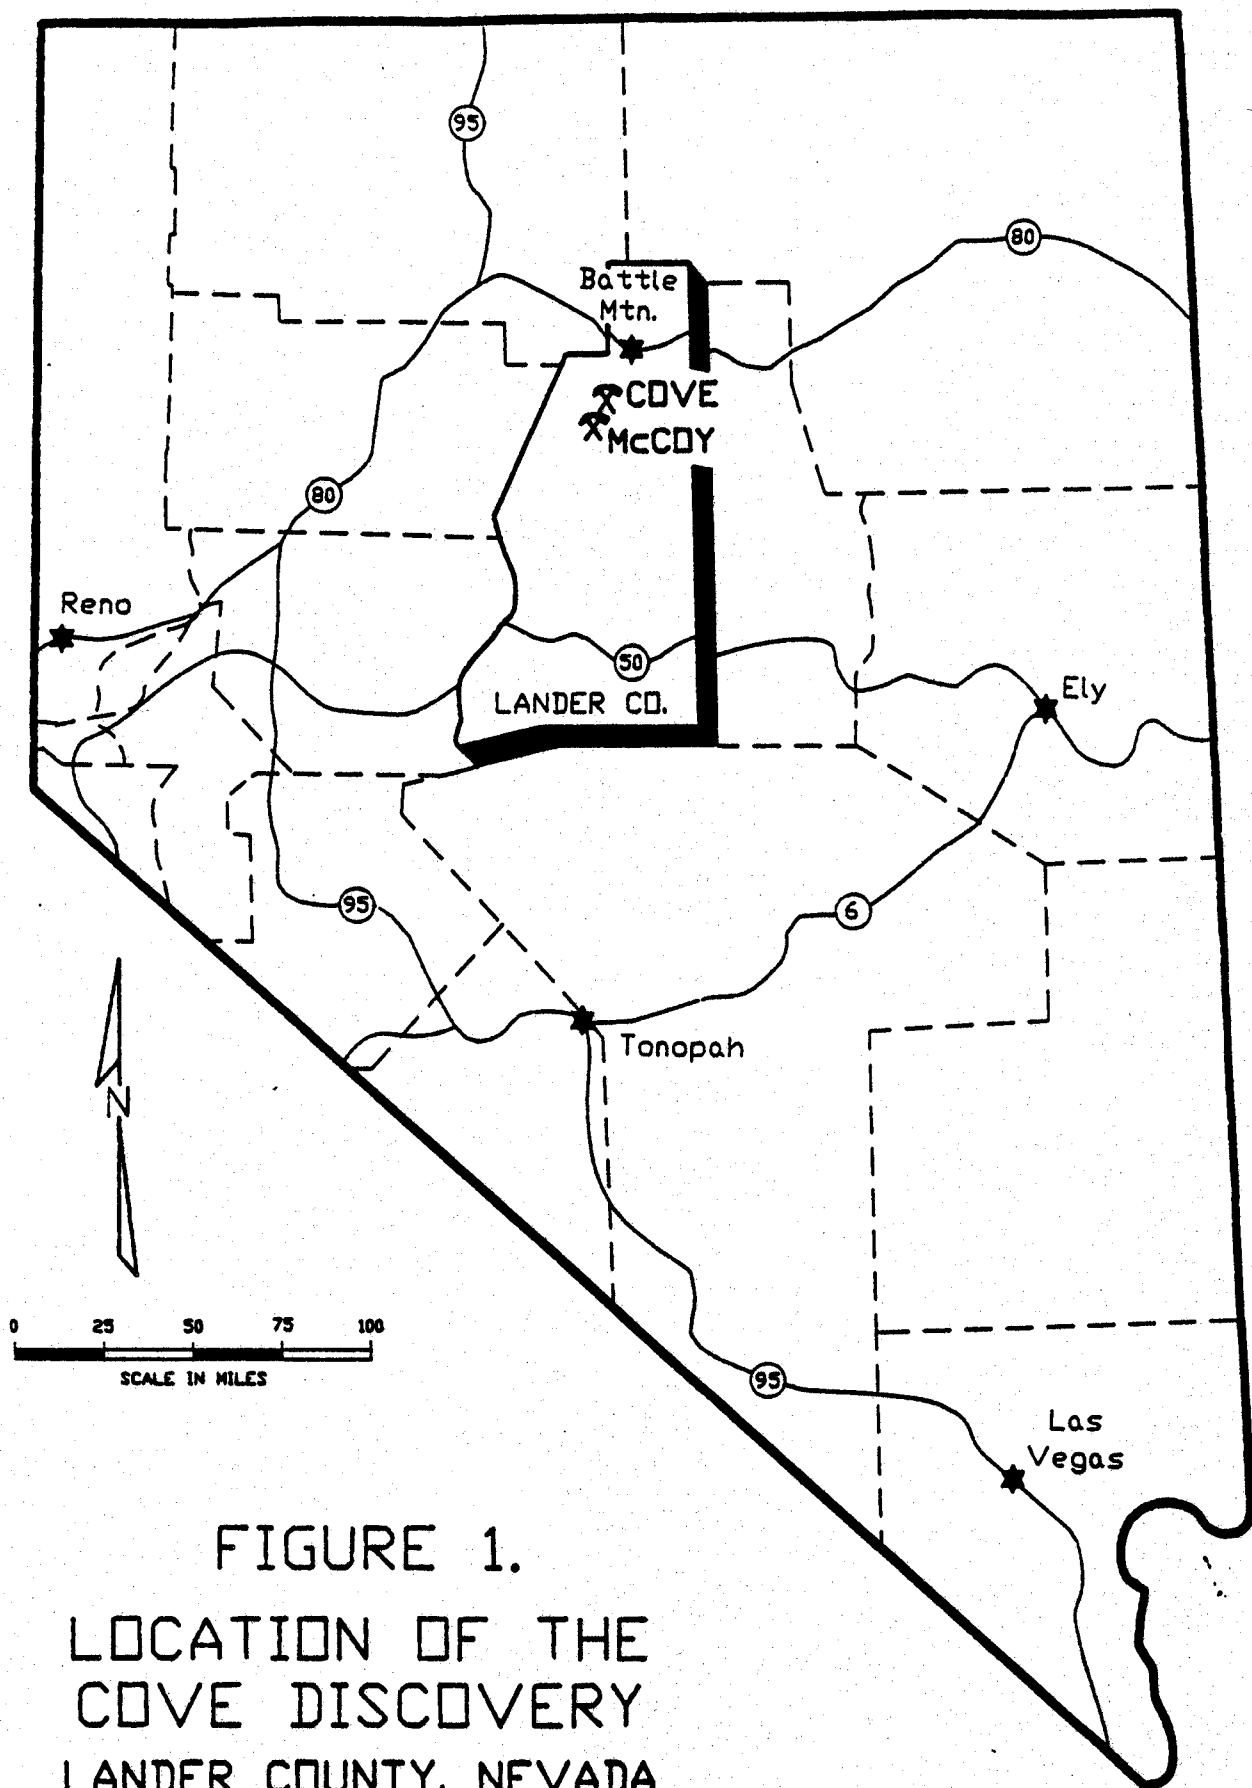 95
80
Battle
Mtn.
COVE
McCOY
80
Reno
50
LANDER CO.
Ely
95
6
Tonopah
N
0 25 50 75 100
SCALE IN MILES
95
Las
Vegas
FIGURE 1.
LOCATION OF THE
COVE DISCOVERY
LANDER COUNTY, NEVADA